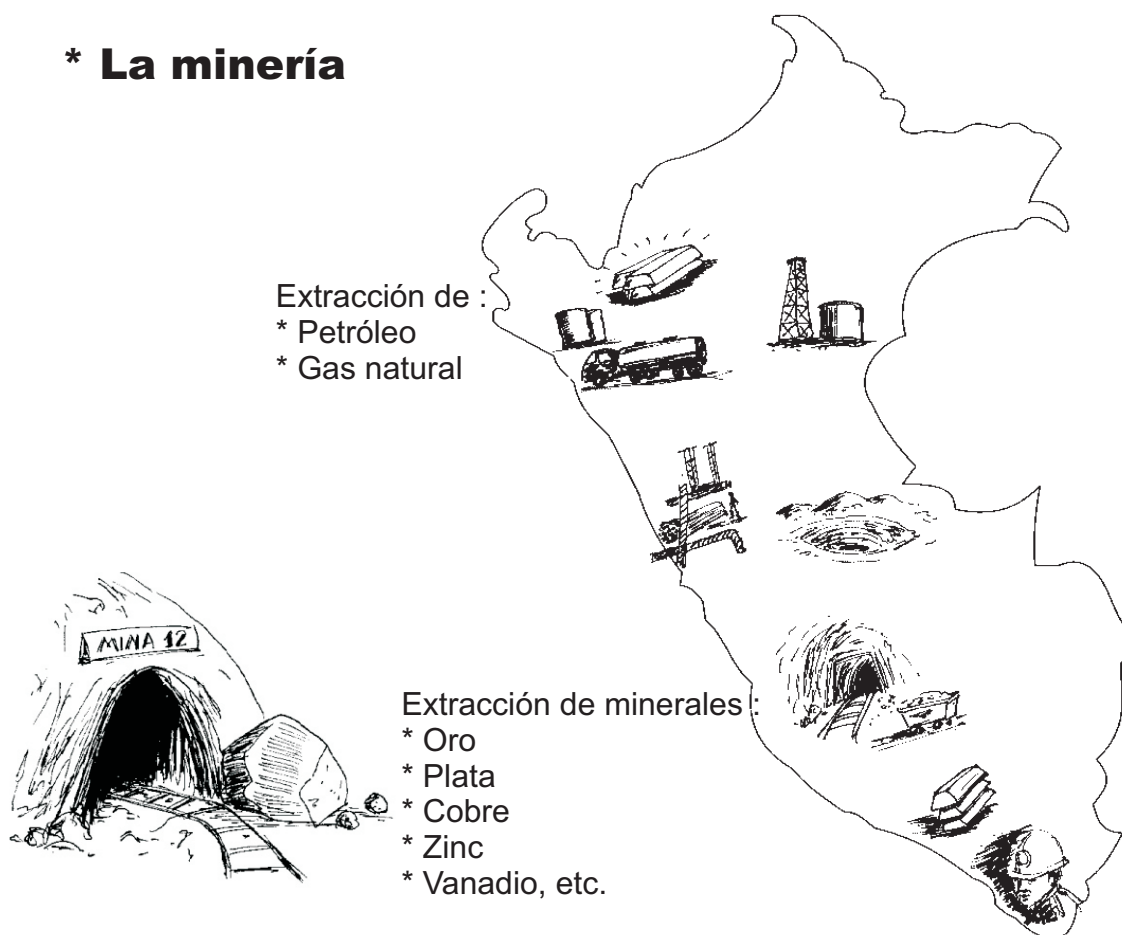 * La minería
Extracción de :
* Petróleo
* Gas natural
MINA 12
Extracción de minerales :
* Oro
* Plata
* Cobre
* Zinc
* Vanadio, etc.